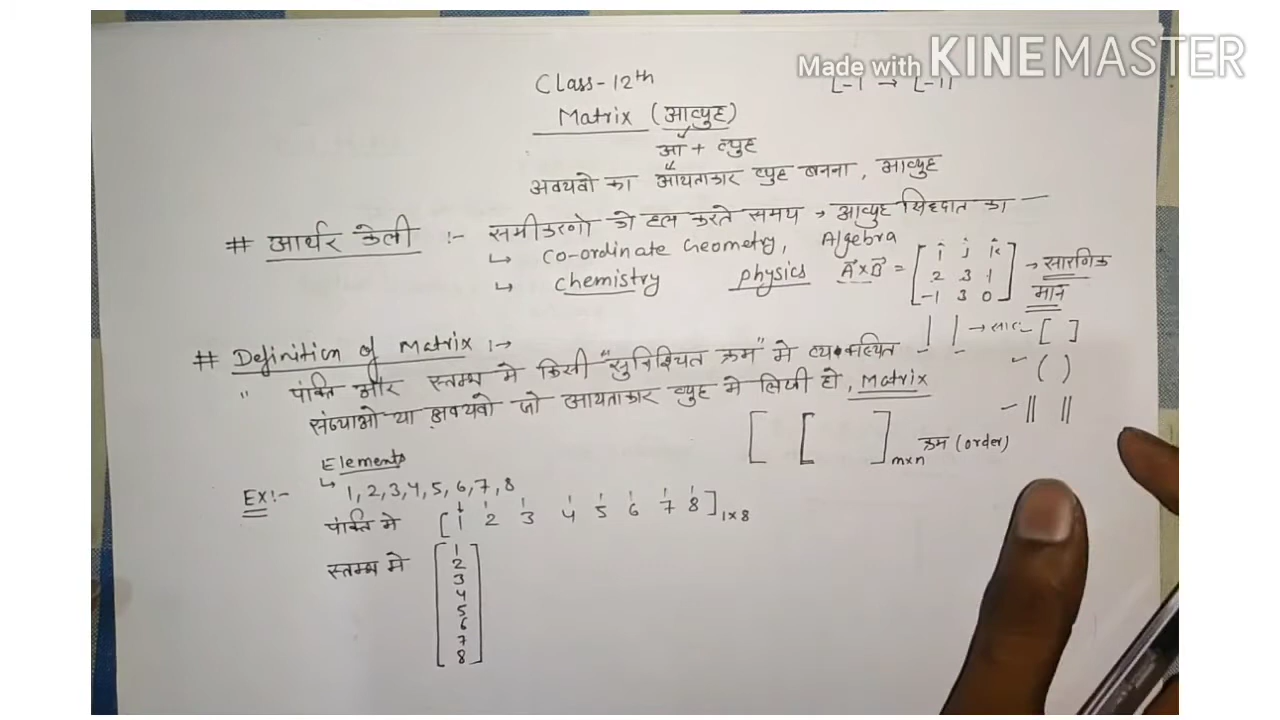 Made with KINEMASTER
Class-12th
[-1 → [-1]
Matrix (आव्युह)
आ + व्युह
अवयवो का आयताकार व्युह बनना, आव्युह
# आर्थर केली :- समीकरणो को हल करते समय → आव्युह सिद्दात का
↳ Co-ordinate Geometry, Algebra
↳ Chemistry physics A×B = [ i j k
2 3 1
-1 3 0 ] → सारणिक मान
# Definition of Matrix :→
| | → [ ]
" पंक्ति और स्तम्भ मे किसी "सुनिश्चित क्रम" मे व्यवस्थित
( )
संख्याओ या अवयवो जो आयताकार व्युह मे लिखी हो, Matrix
|| ||
[ [ ] m×n क्रम (order)
Elements
Ex:- ↳ 1, 2, 3, 4, 5, 6, 7, 8
पंक्ति मे [ 1 2 3 4 5 6 7 8 ] 1×8
स्तम्भ मे [ 1
2
3
4
5
6
7
8 ]